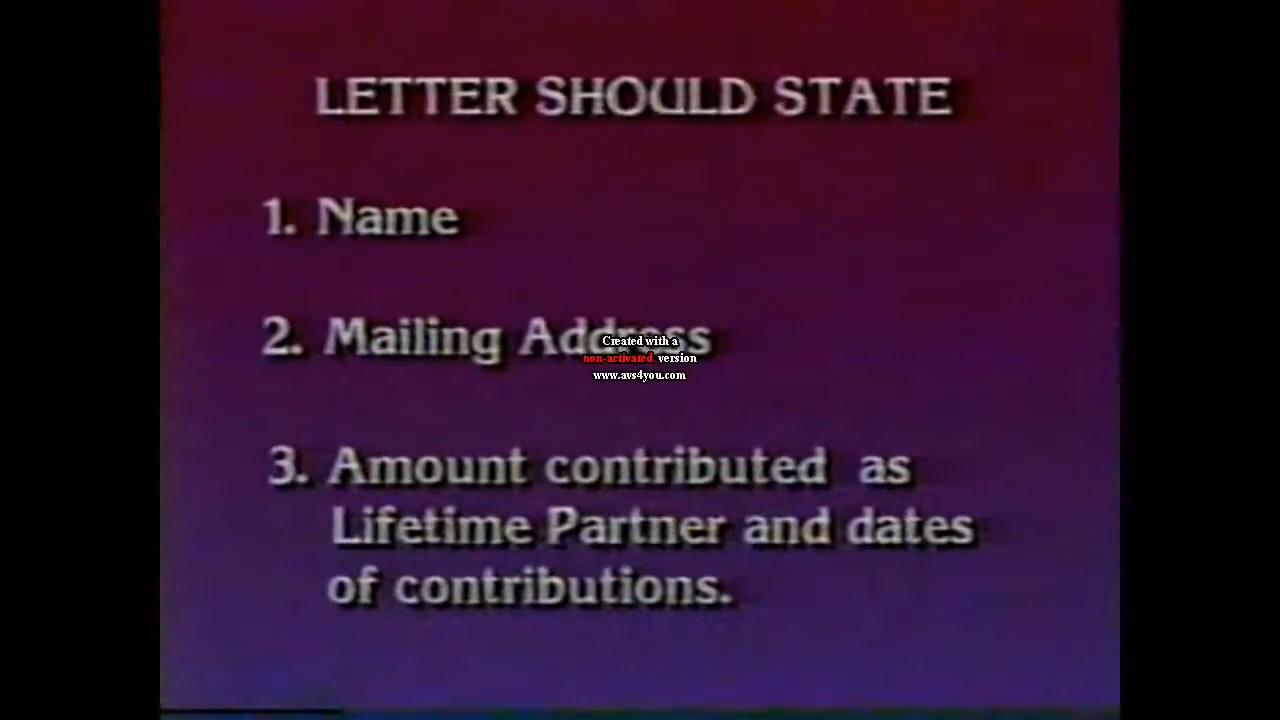 LETTER SHOULD STATE
1. Name
2. Mailing Address
Created with a
non-activated version
www.avs4you.com
3. Amount contributed as
Lifetime Partner and dates
of contributions.